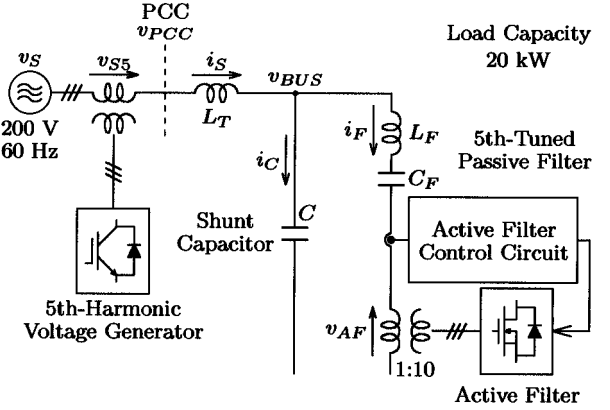 PCC
v_PCC
Load Capacity
20 kW
v_S
v_S5
i_S
v_BUS
L_T
200 V
60 Hz
i_F
L_F
5th-Tuned
Passive Filter
i_C
C_F
C
Shunt
Capacitor
Active Filter
Control Circuit
5th-Harmonic
Voltage Generator
v_AF
1:10
Active Filter